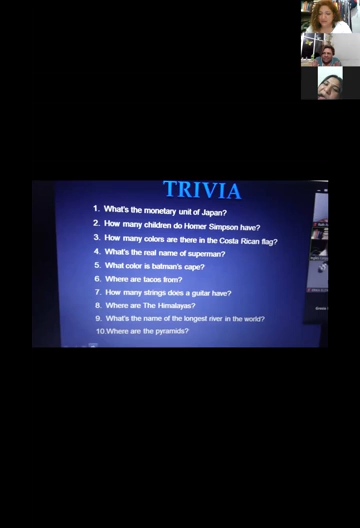 TRIVIA
1. What's the monetary unit of Japan?
2. How many children do Homer Simpson have?
3. How many colors are there in the Costa Rican flag?
4. What's the real name of superman?
5. What color is batman's cape?
6. Where are tacos from?
7. How many strings does a guitar have?
8. Where are The Himalayas?
9. What's the name of the longest river in the world?
10.Where are the pyramids?